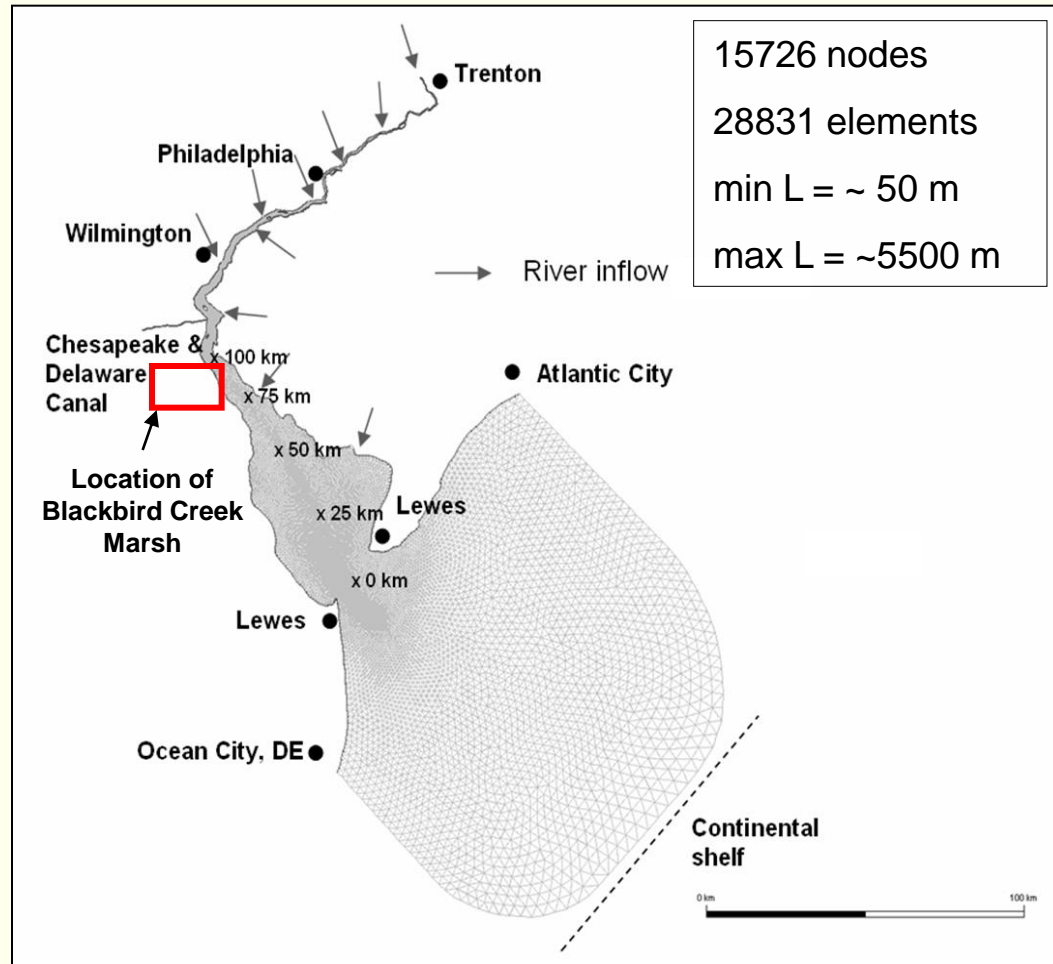 15726 nodes
28831 elements
min L = ~ 50 m
max L = ~5500 m
Trenton
Philadelphia
Wilmington
River inflow
Chesapeake &
Delaware
Canal
x 100 km
x 75 km
Atlantic City
x 50 km
Location of
Blackbird Creek
Marsh
x 25 km
Lewes
x 0 km
Lewes
Ocean City, DE
Continental
shelf
0 km
100 km